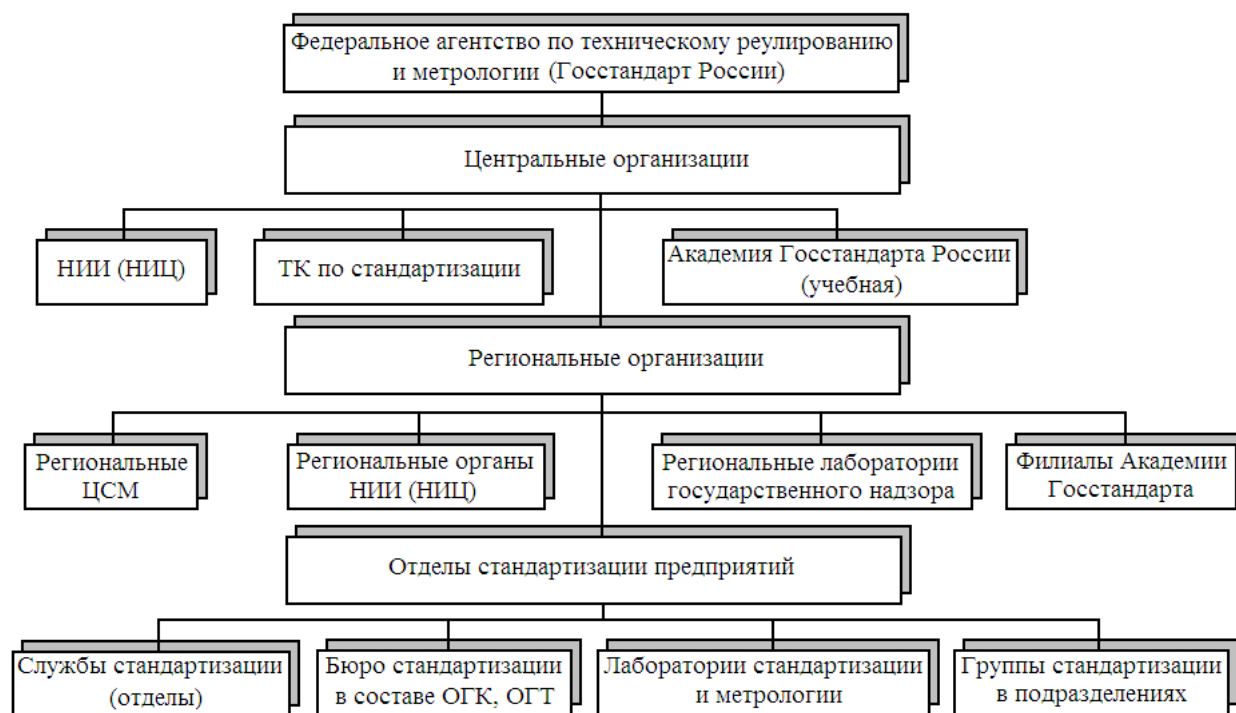 Федеральное агентство по техническому реулированию
и метрологии (Госстандарт России)
Центральные организации
НИИ (НИЦ)
ТК по стандартизации
Академия Госстандарта России
(учебная)
Региональные организации
Региональные
ЦСМ
Региональные органы
НИИ (НИЦ)
Региональные лаборатории
государственного надзора
Филиалы Академии
Госстандарта
Отделы стандартизации предприятий
Службы стандартизации
(отделы)
Бюро стандартизации
в составе ОГК, ОГТ
Лаборатории стандартизации
и метрологии
Группы стандартизации
в подразделениях